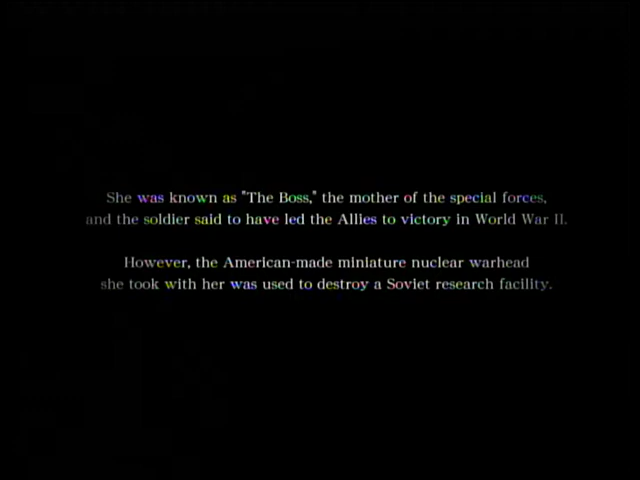 She was known as "The Boss," the mother of the special forces,
and the soldier said to have led the Allies to victory in World War II.
However, the American-made miniature nuclear warhead
she took with her was used to destroy a Soviet research facility.